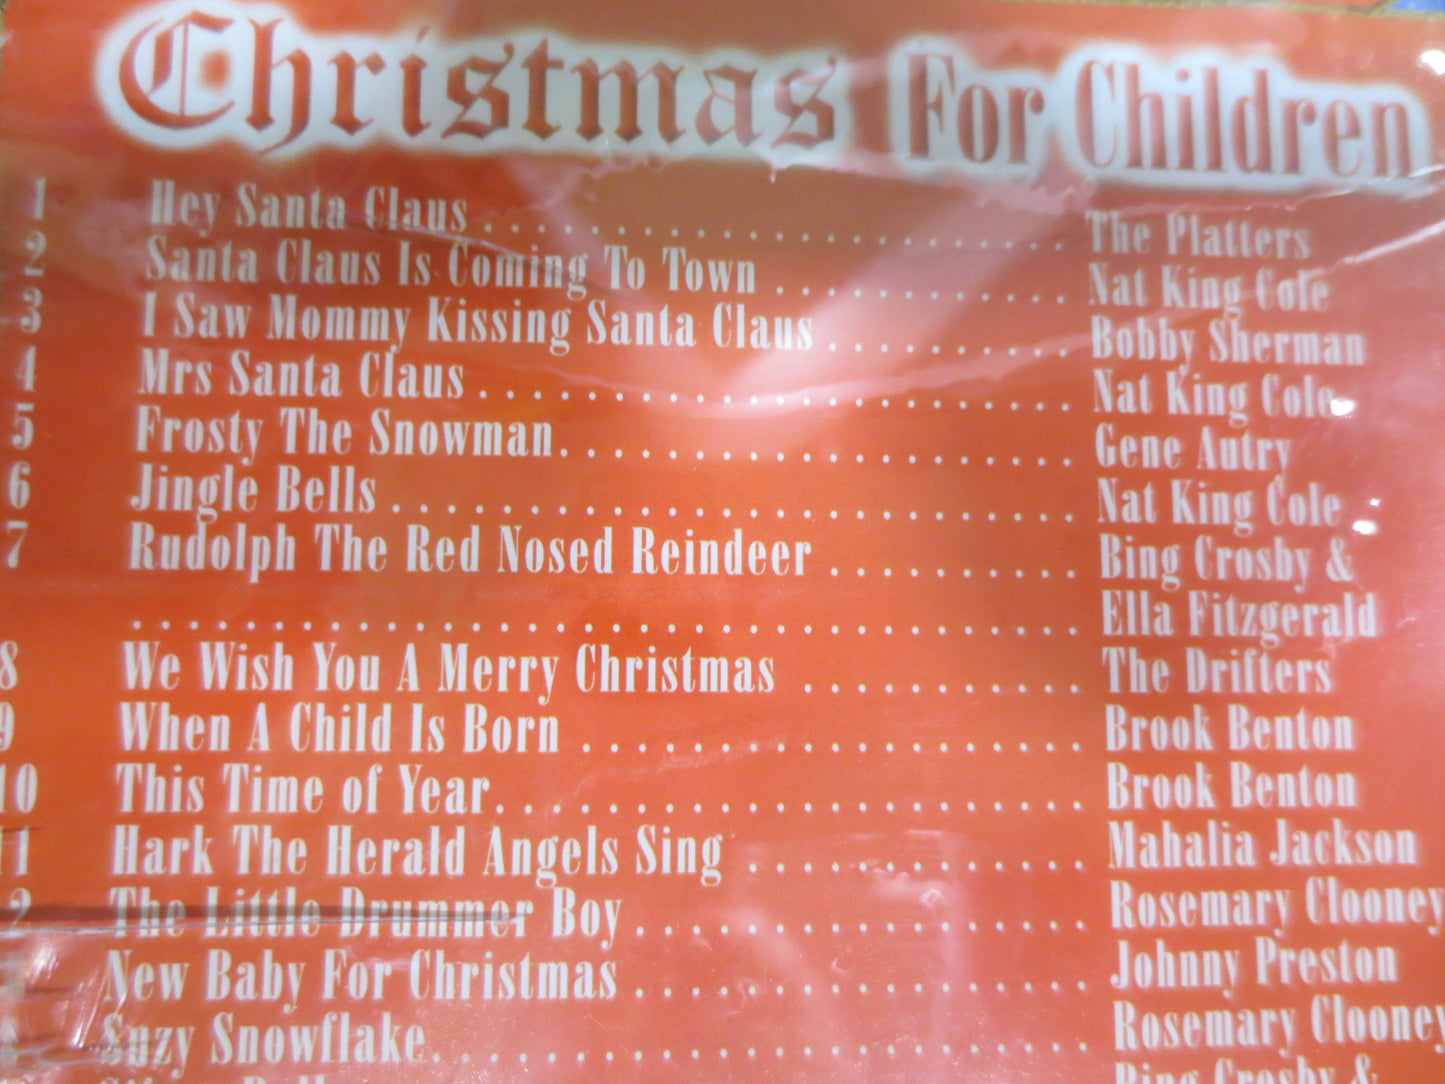 Christmas For Children
1 Hey Santa Claus . . . . . . . . . . . . . . . . . . . . . . The Platters
2 Santa Claus Is Coming To Town . . . . . . . . . . . . Nat King Cole
3 I Saw Mommy Kissing Santa Claus . . . . . . . . . . Bobby Sherman
4 Mrs Santa Claus . . . . . . . . . . . . . . . . . . . . . . Nat King Cole
5 Frosty The Snowman. . . . . . . . . . . . . . . . . . . Gene Autry
6 Jingle Bells . . . . . . . . . . . . . . . . . . . . . . . . . Nat King Cole
7 Rudolph The Red Nosed Reindeer . . . . . . . . . . Bing Crosby &
. . . . . . . . . . . . . . . . . . . . . . . . . . . . . . . . . . Ella Fitzgerald
8 We Wish You A Merry Christmas . . . . . . . . . . . The Drifters
9 When A Child Is Born . . . . . . . . . . . . . . . . . . . Brook Benton
10 This Time of Year. . . . . . . . . . . . . . . . . . . . . . Brook Benton
11 Hark The Herald Angels Sing . . . . . . . . . . . . . Mahalia Jackson
2 The Little Drummer Boy . . . . . . . . . . . . . . . . . Rosemary Clooney
New Baby For Christmas . . . . . . . . . . . . . . . . . Johnny Preston
Suzy Snowflake. . . . . . . . . . . . . . . . . . . . . . . . Rosemary Clooney
Bing Crosby &